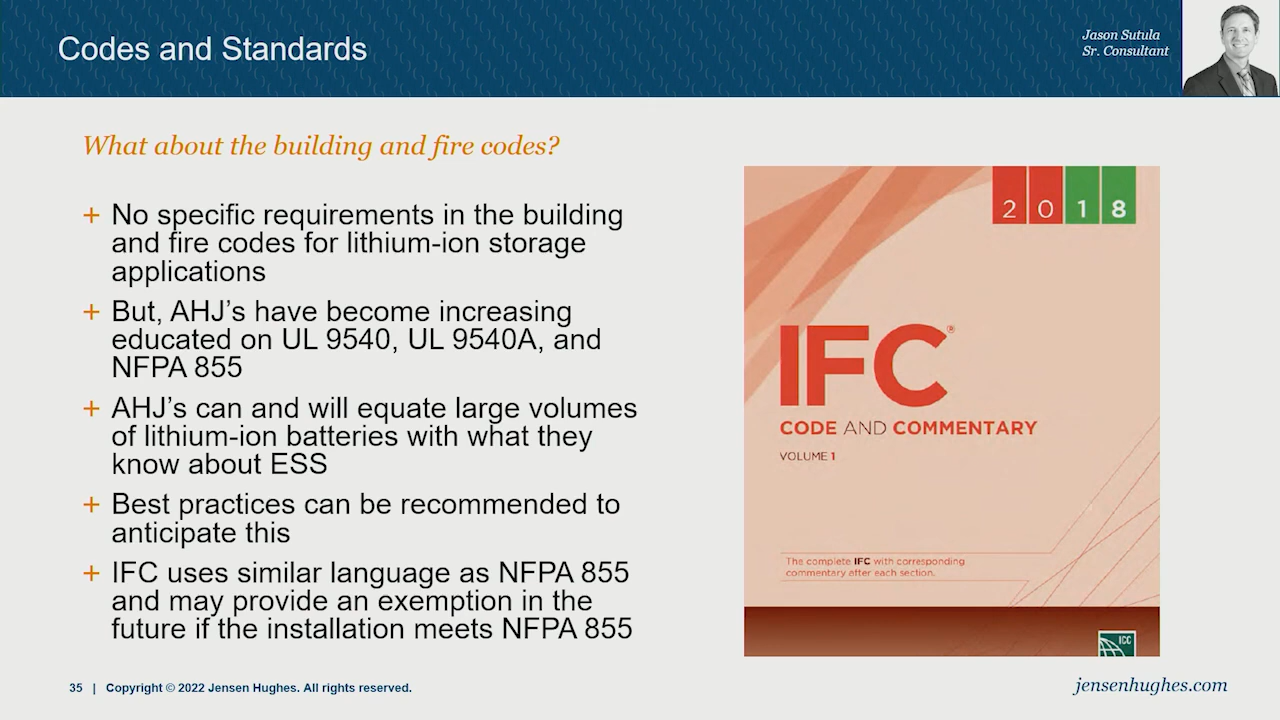 Codes and Standards
Jason Sutula
Sr. Consultant
What about the building and fire codes?
+ No specific requirements in the building
and fire codes for lithium-ion storage
applications
+ But, AHJ's have become increasing
educated on UL 9540, UL 9540A, and
NFPA 855
+ AHJ's can and will equate large volumes
of lithium-ion batteries with what they
know about ESS
+ Best practices can be recommended to
anticipate this
+ IFC uses similar language as NFPA 855
and may provide an exemption in the
future if the installation meets NFPA 855
2018
IFC®
CODE AND COMMENTARY
VOLUME 1
The complete IFC with corresponding
commentary after each section.
ICC
35 | Copyright © 2022 Jensen Hughes. All rights reserved.
jensenhughes.com